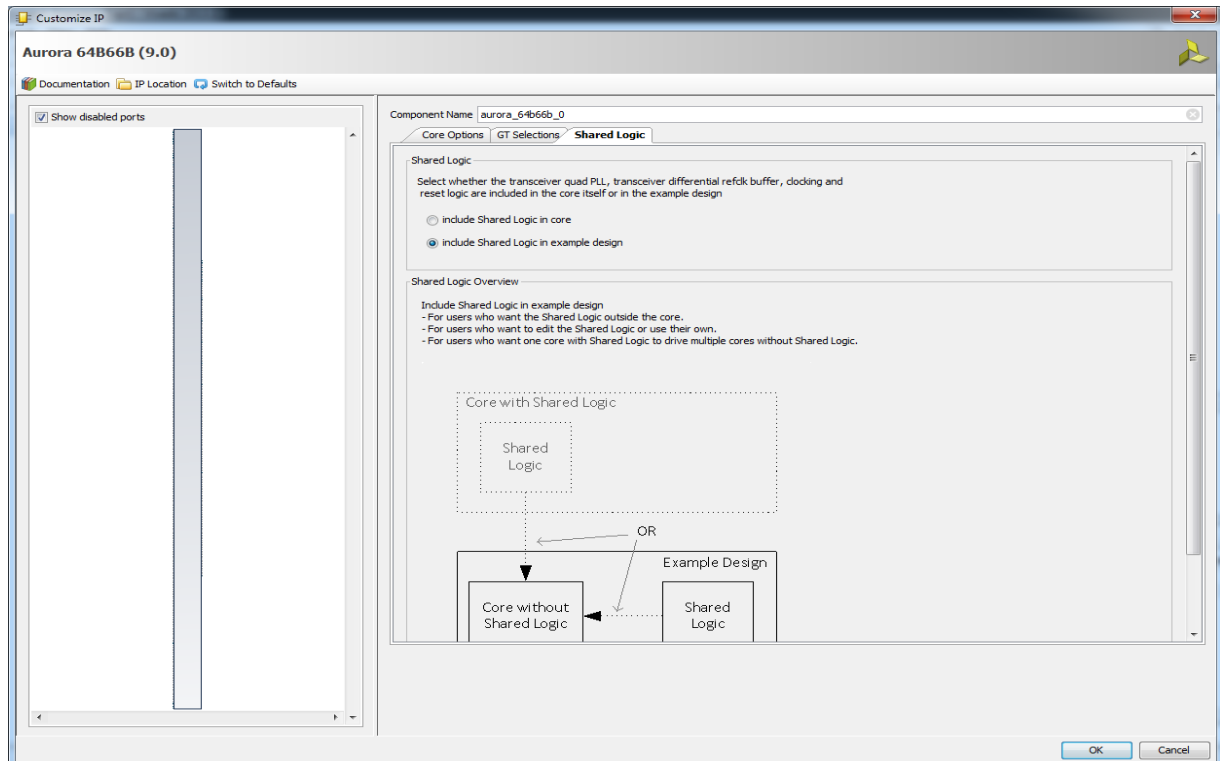 Customize IP
Aurora 64B66B (9.0)
Documentation IP Location Switch to Defaults
Show disabled ports
Component Name aurora_64b66b_0
Core Options GT Selections Shared Logic
Shared Logic
Select whether the transceiver quad PLL, transceiver differential refclk buffer, clocking and
reset logic are included in the core itself or in the example design
include Shared Logic in core
include Shared Logic in example design
Shared Logic Overview
Include Shared Logic in example design
- For users who want the Shared Logic outside the core.
- For users who want to edit the Shared Logic or use their own.
- For users who want one core with Shared Logic to drive multiple cores without Shared Logic.
Core with Shared Logic
Shared
Logic
OR
Example Design
Core without
Shared Logic
Shared
Logic
OK Cancel